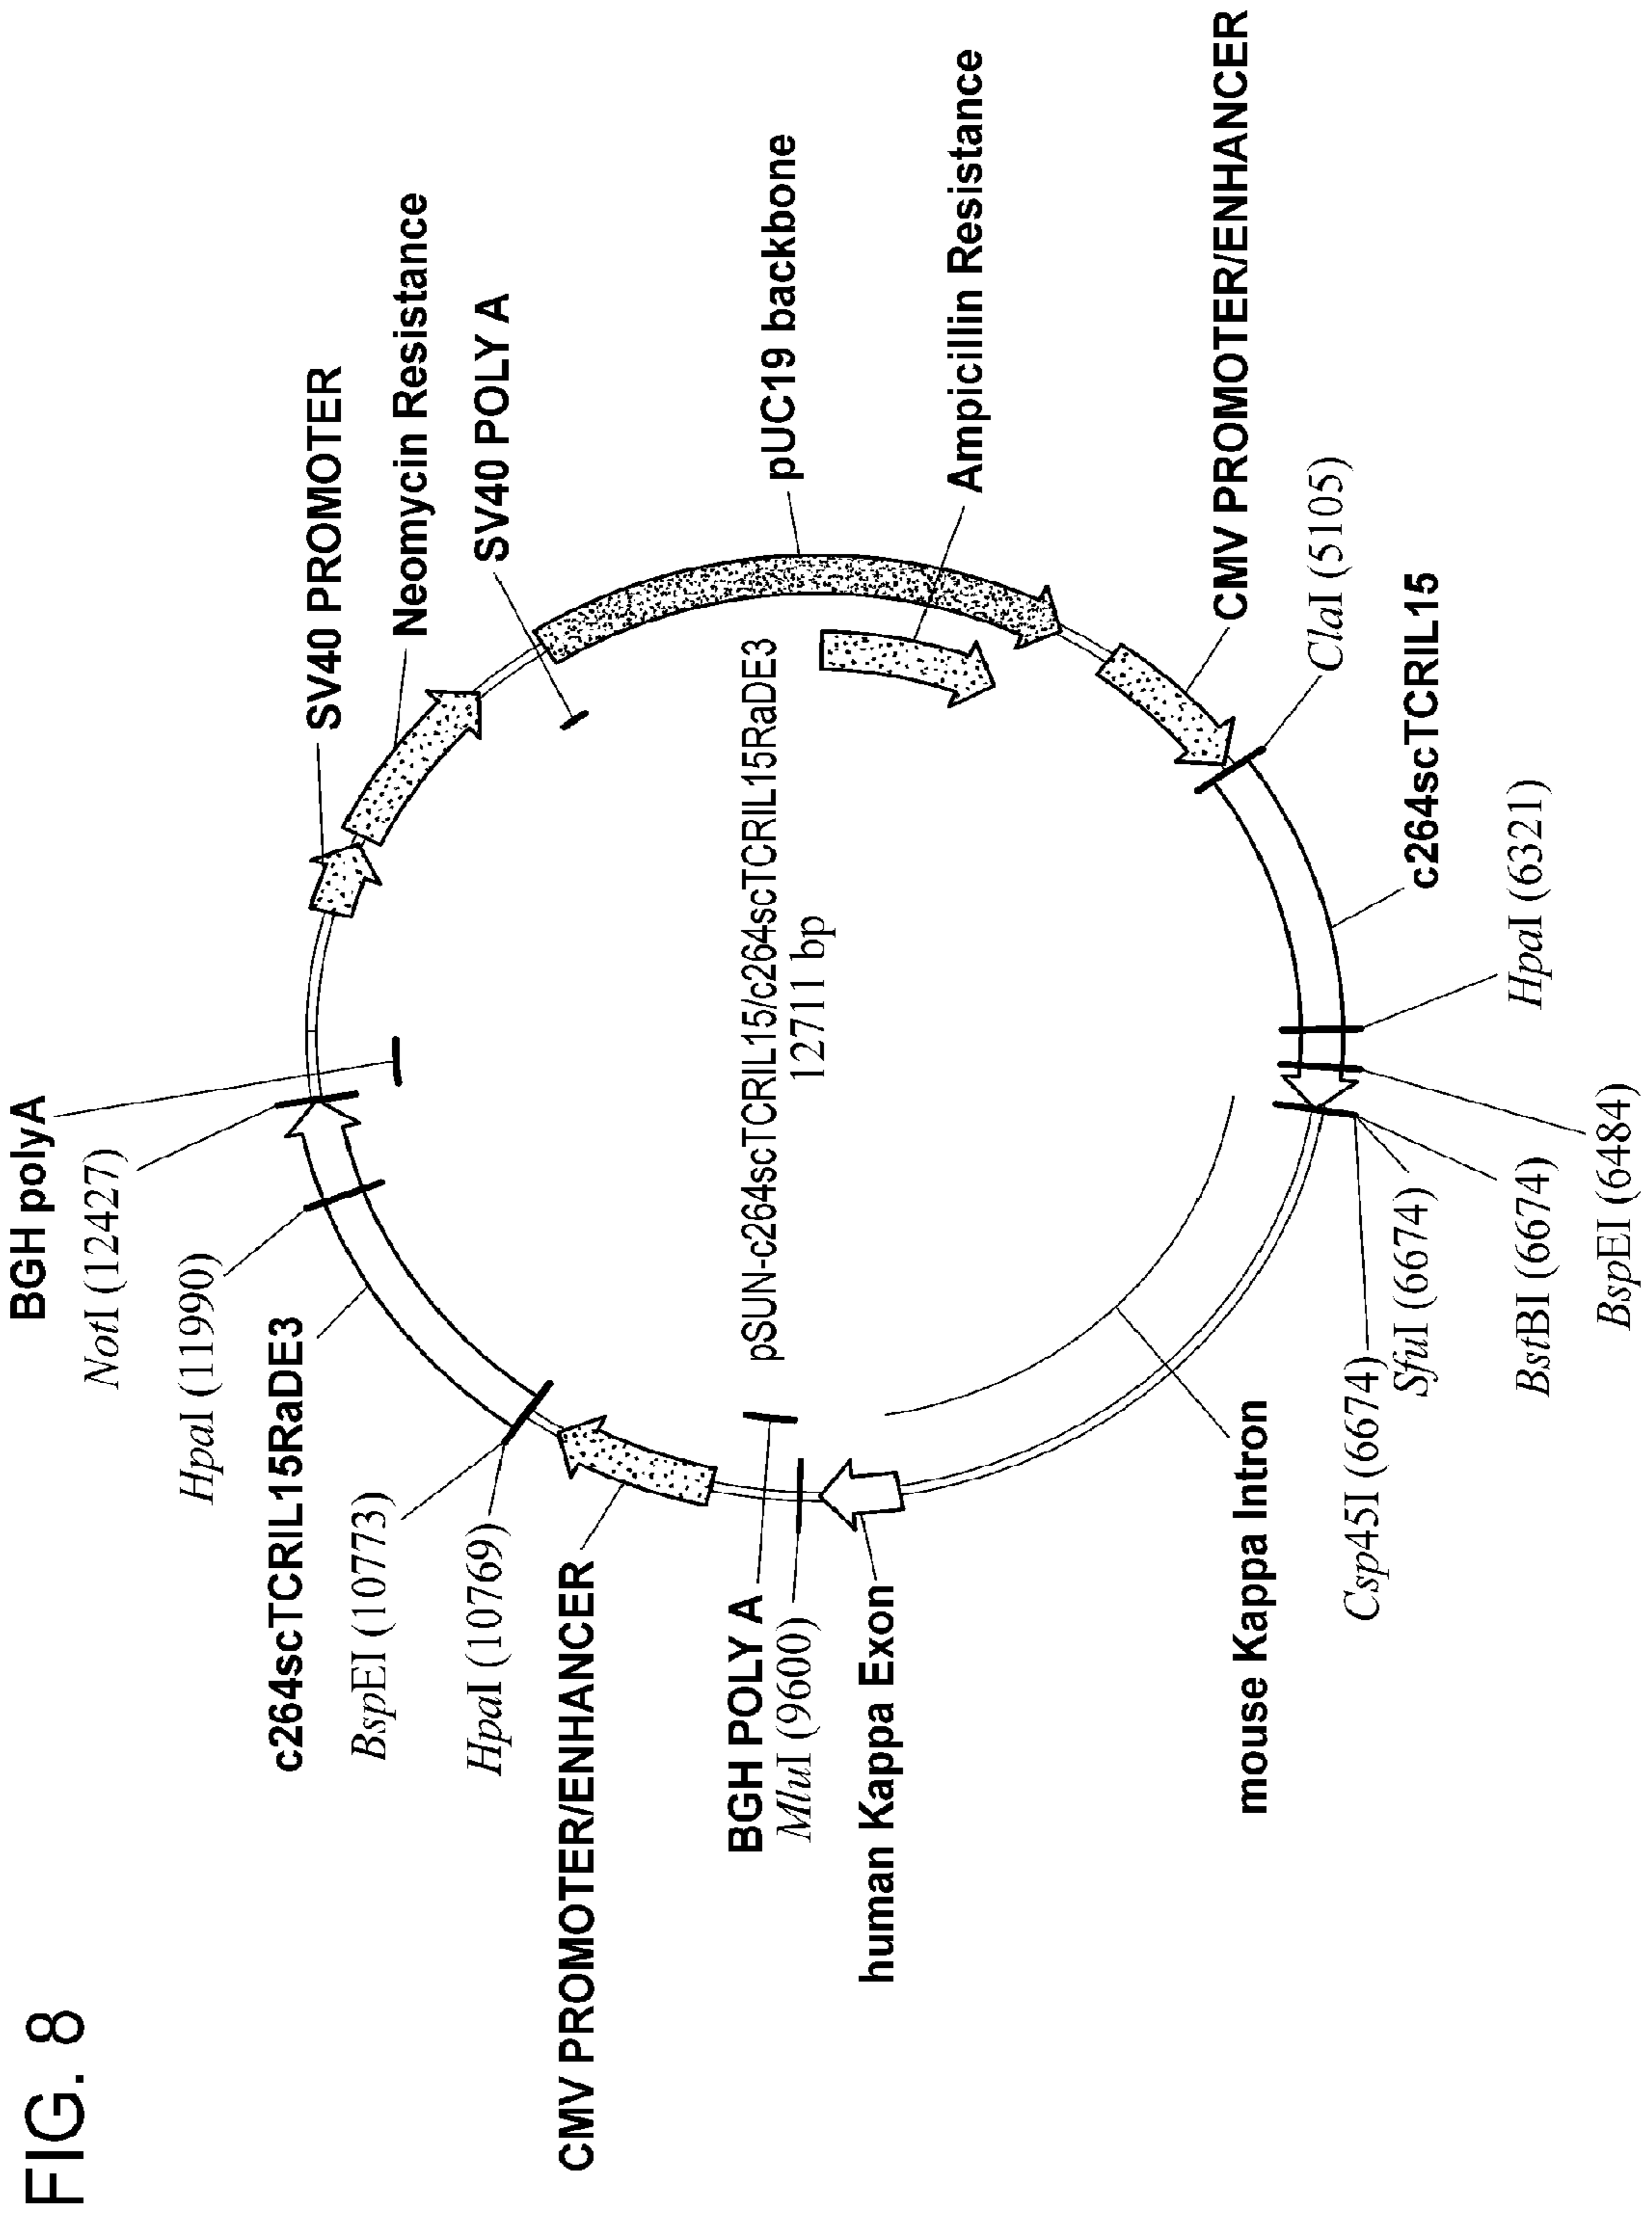 FIG. 8
BGH polyA
NotI (12427)
HpaI (11990)
c264scTCRIL15RaDE3
BspEI (10773)
HpaI (10769)
CMV PROMOTER/ENHANCER
BGH POLY A
MluI (9600)
human Kappa Exon
SV40 PROMOTER
Neomycin Resistance
SV40 POLY A
pUC19 backbone
Ampicillin Resistance
pSUN-c264scTCRIL15/c264scTCRIL15RaDE3
12711 bp
CMV PROMOTER/ENHANCER
ClaI (5105)
c264scTCRIL15
HpaI (6321)
mouse Kappa Intron
Csp45I (6674)
SfuI (6674)
BstBI (6674)
BspEI (6484)